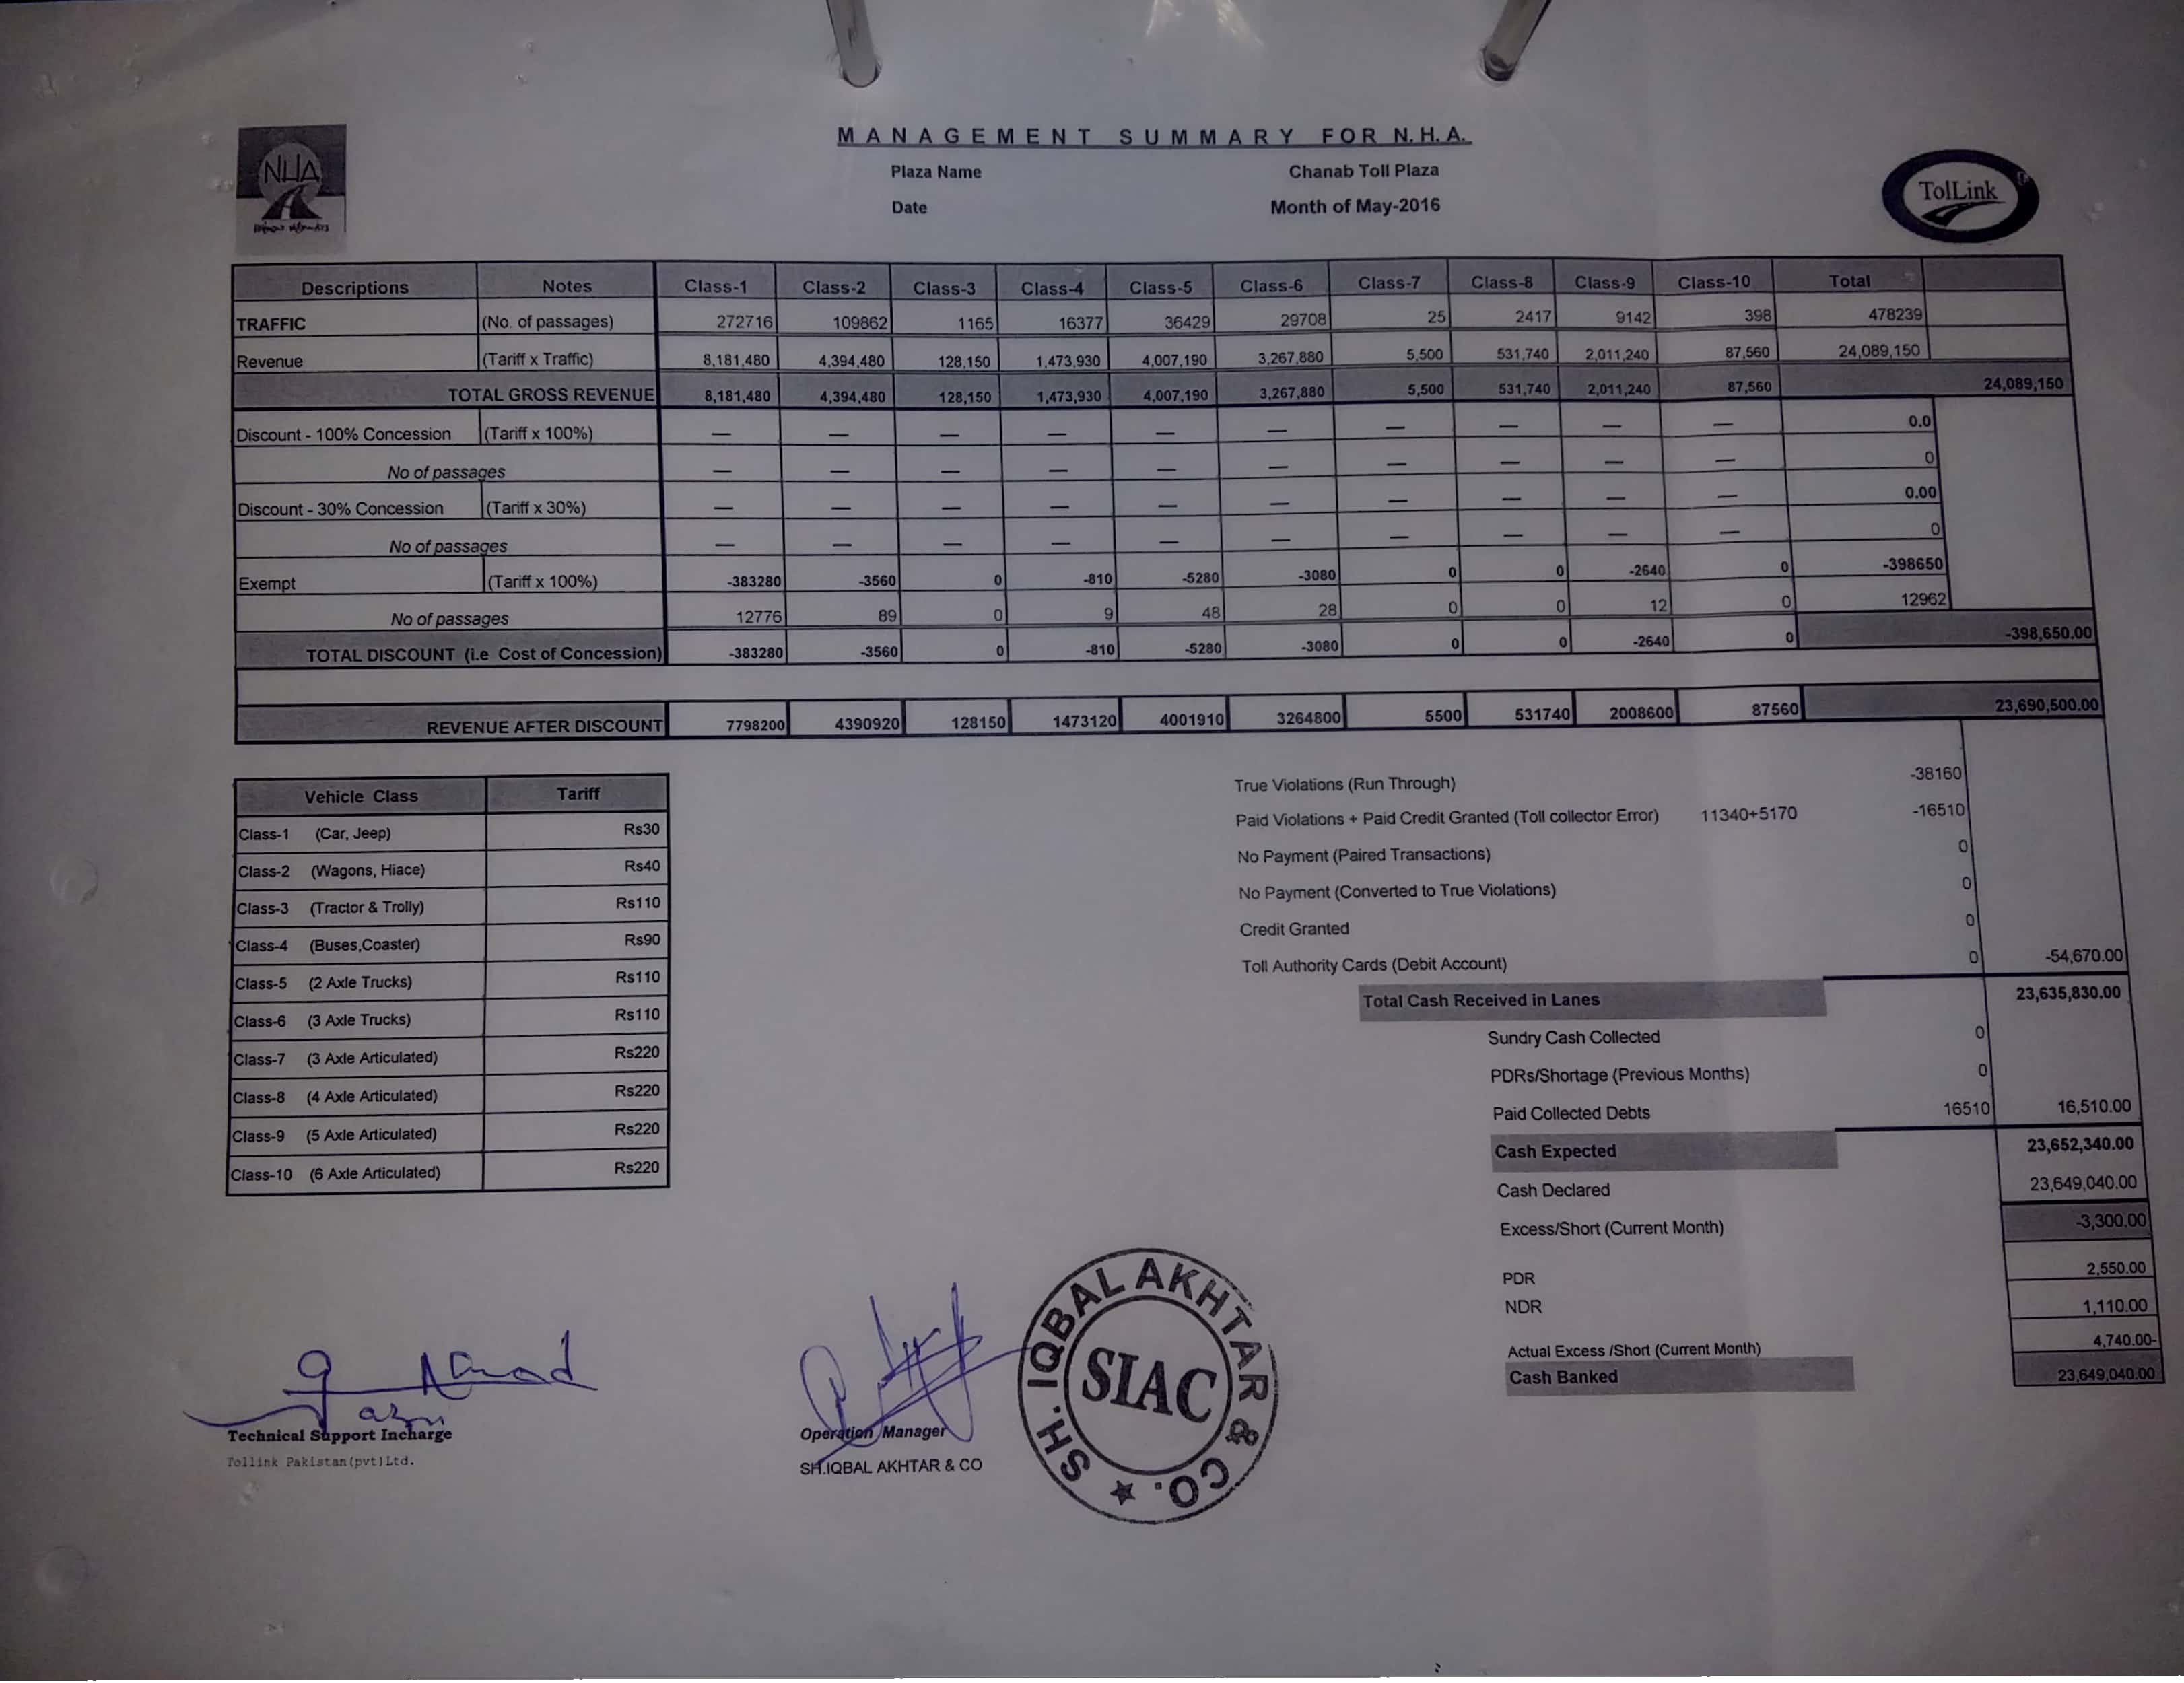 MANAGEMENT SUMMARY FOR N.H.A.
NHA
TolLink
Plaza Name Chanab Toll Plaza
Date Month of May-2016
Descriptions Notes Class-1 Class-2 Class-3 Class-4 Class-5 Class-6 Class-7 Class-8 Class-9 Class-10 Total
TRAFFIC (No. of passages) 272716 109862 1165 16377 36429 29708 25 2417 9142 398 478239
Revenue (Tariff x Traffic) 8,181,480 4,394,480 128,150 1,473,930 4,007,190 3,267,880 5,500 531,740 2,011,240 87,560 24,089,150
TOTAL GROSS REVENUE 8,181,480 4,394,480 128,150 1,473,930 4,007,190 3,267,880 5,500 531,740 2,011,240 87,560 24,089,150
Discount - 100% Concession (Tariff x 100%) — — — — — — — — — — 0.0
No of passages — — — — — — — — — — 0
Discount - 30% Concession (Tariff x 30%) — — — — — — — — — — 0.00
No of passages — — — — — — — — — — 0
Exempt (Tariff x 100%) -383280 -3560 0 -810 -5280 -3080 0 0 -2640 0 -398650
No of passages 12776 89 0 9 48 28 0 0 12 0 12962
TOTAL DISCOUNT (i.e Cost of Concession) -383280 -3560 0 -810 -5280 -3080 0 0 -2640 0 -398,650.00
REVENUE AFTER DISCOUNT 7798200 4390920 128150 1473120 4001910 3264800 5500 531740 2008600 87560 23,690,500.00
Vehicle Class Tariff
Class-1 (Car, Jeep) Rs30
Class-2 (Wagons, Hiace) Rs40
Class-3 (Tractor & Trolly) Rs110
Class-4 (Buses,Coaster) Rs90
Class-5 (2 Axle Trucks) Rs110
Class-6 (3 Axle Trucks) Rs110
Class-7 (3 Axle Articulated) Rs220
Class-8 (4 Axle Articulated) Rs220
Class-9 (5 Axle Articulated) Rs220
Class-10 (6 Axle Articulated) Rs220
True Violations (Run Through) -38160
Paid Violations + Paid Credit Granted (Toll collector Error) 11340+5170 -16510
No Payment (Paired Transactions) 0
No Payment (Converted to True Violations) 0
Credit Granted 0
Toll Authority Cards (Debit Account) 0 -54,670.00
Total Cash Received in Lanes 23,635,830.00
Sundry Cash Collected 0
PDRs/Shortage (Previous Months) 0
Paid Collected Debts 16510 16,510.00
Cash Expected 23,652,340.00
Cash Declared 23,649,040.00
Excess/Short (Current Month) -3,300.00
PDR 2,550.00
NDR 1,110.00
Actual Excess /Short (Current Month) 4,740.00-
Cash Banked 23,649,040.00
Technical Support Incharge
Tollink Pakistan(pvt)Ltd.
Operation Manager
SH.IQBAL AKHTAR & CO
SH. IQBAL AKHTAR & CO.
SIAC